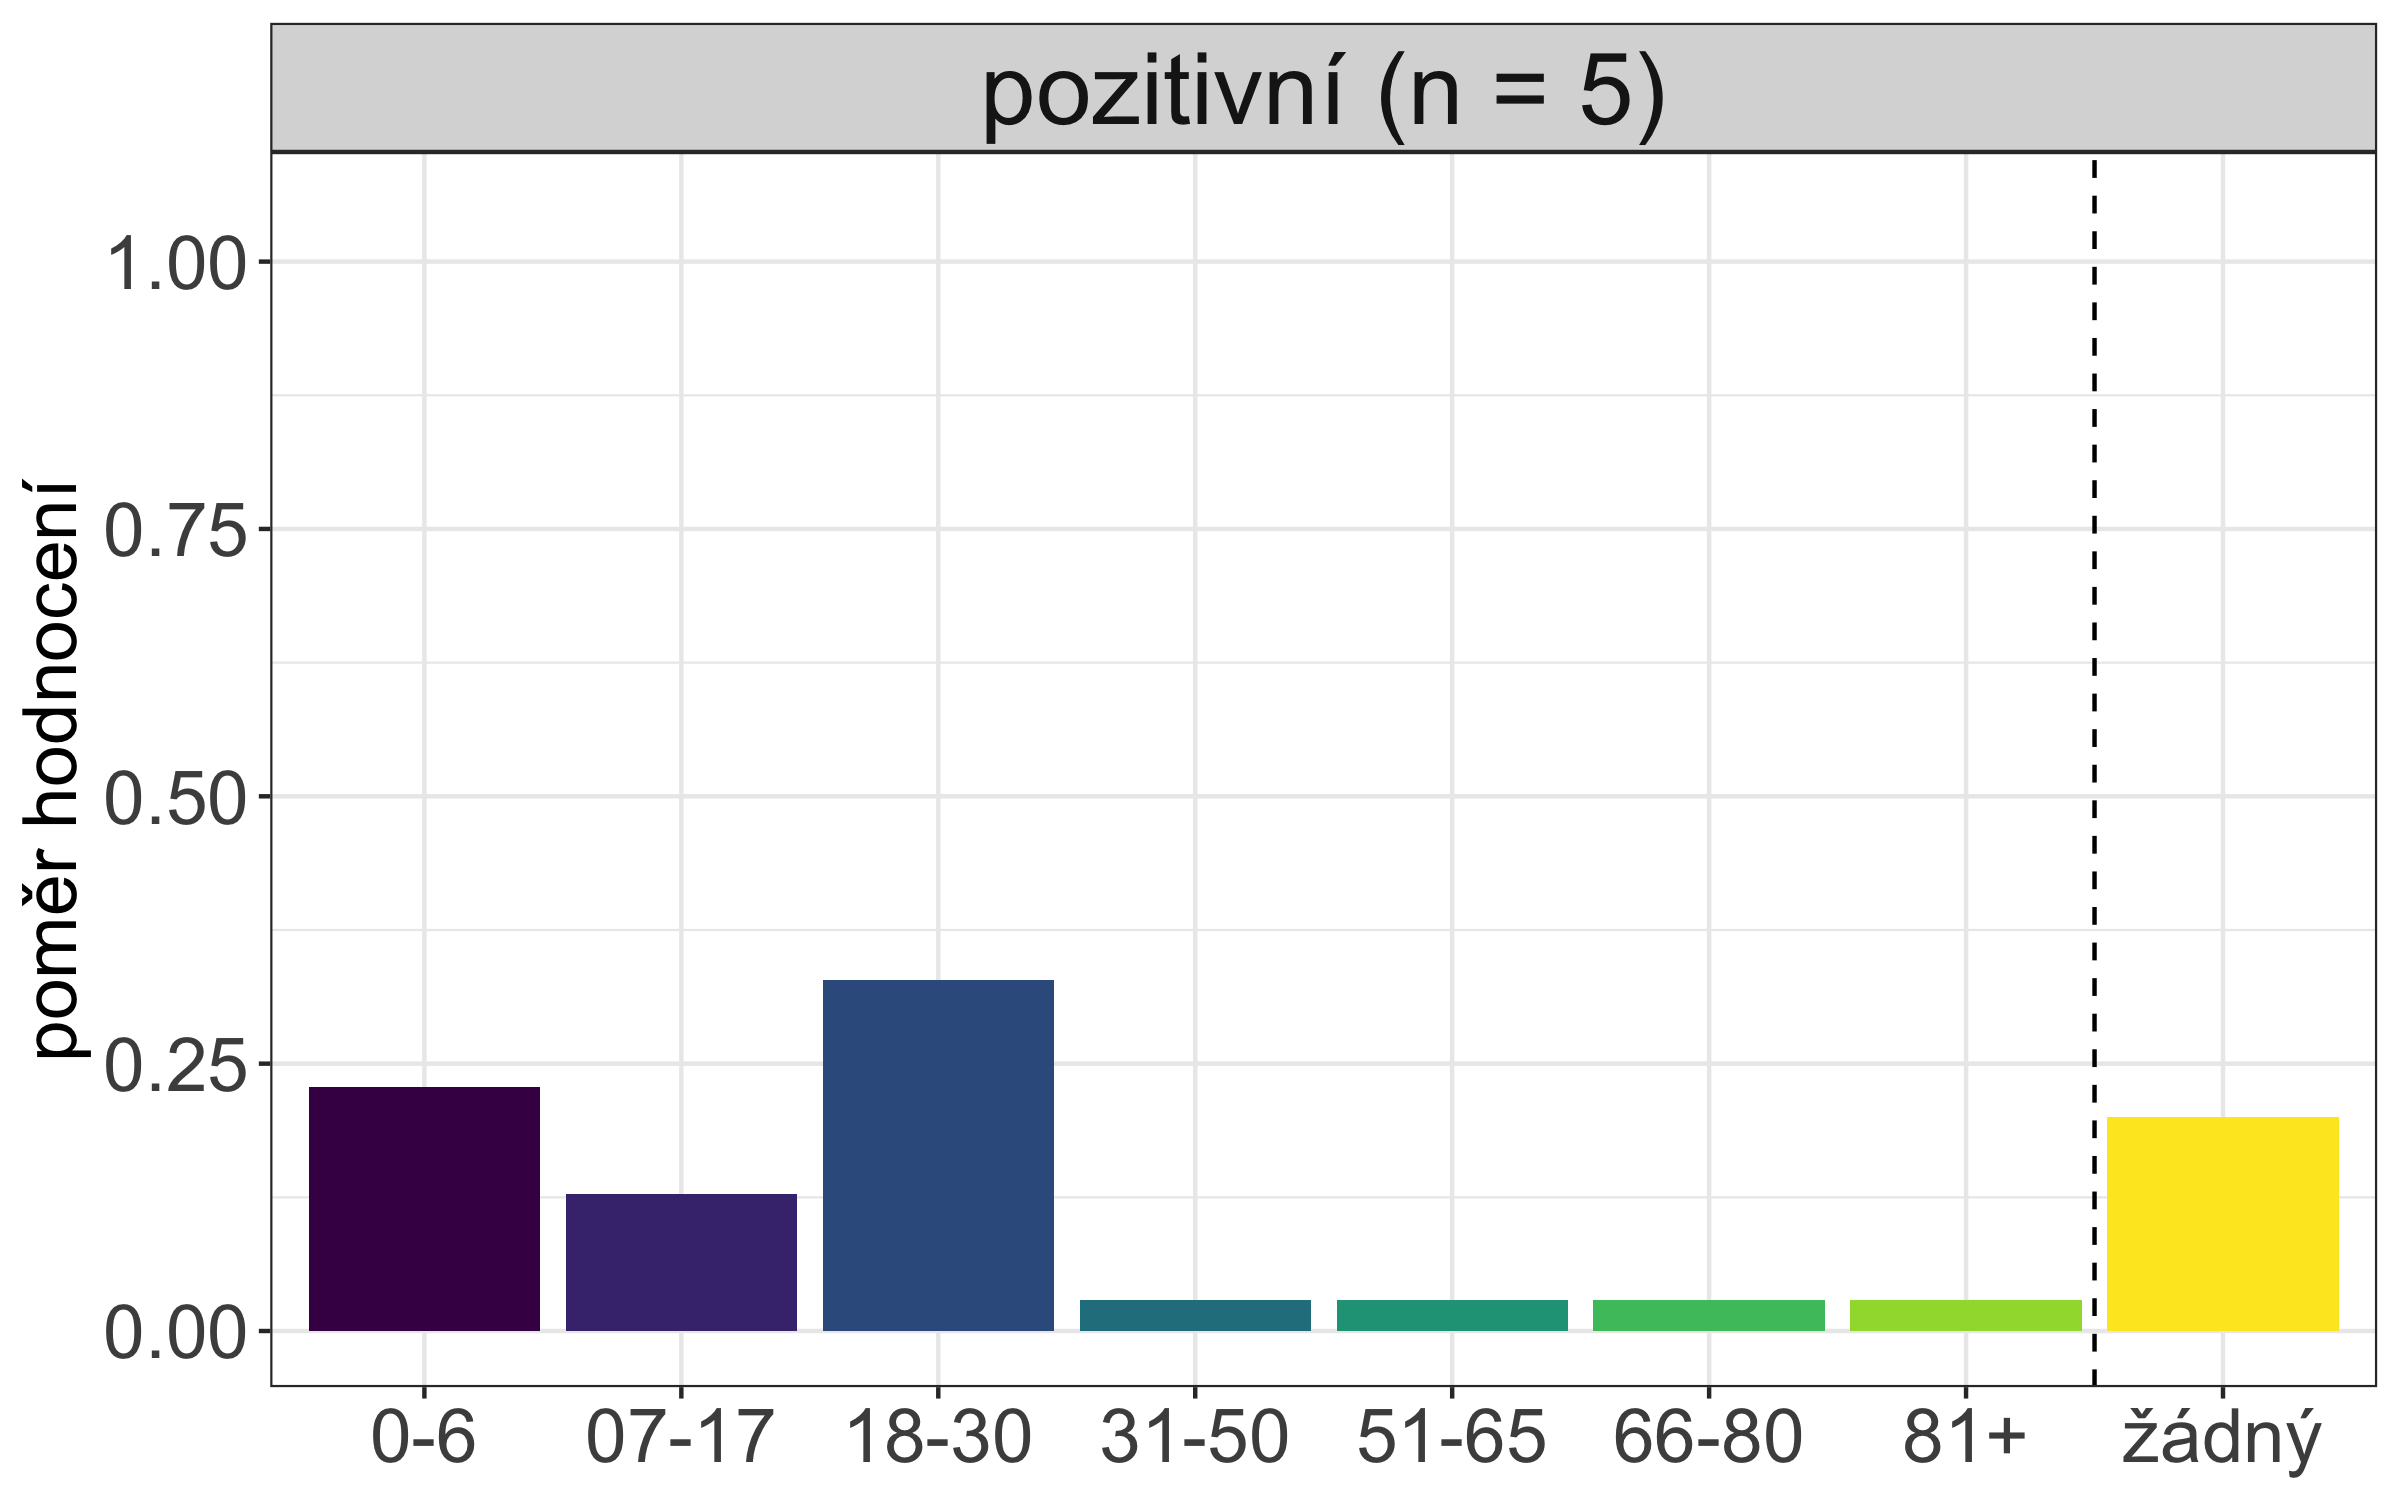 pozitivní (n = 5)
poměr hodnocení
1.00
0.75
0.50
0.25
0.00
0-6 07-17 18-30 31-50 51-65 66-80 81+ žádný